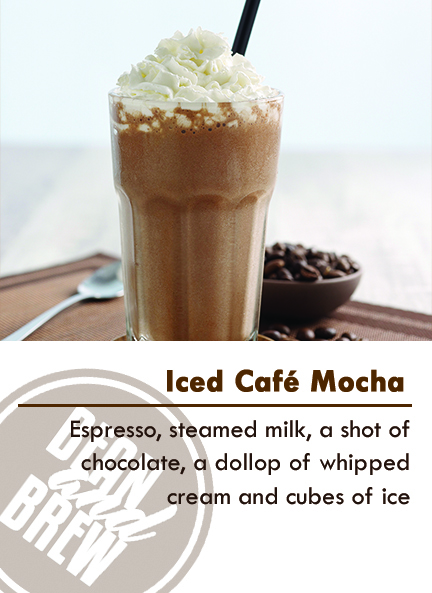 Iced Café Mocha
Espresso, steamed milk, a shot of
chocolate, a dollop of whipped
cream and cubes of ice
BEAN
and
BREW